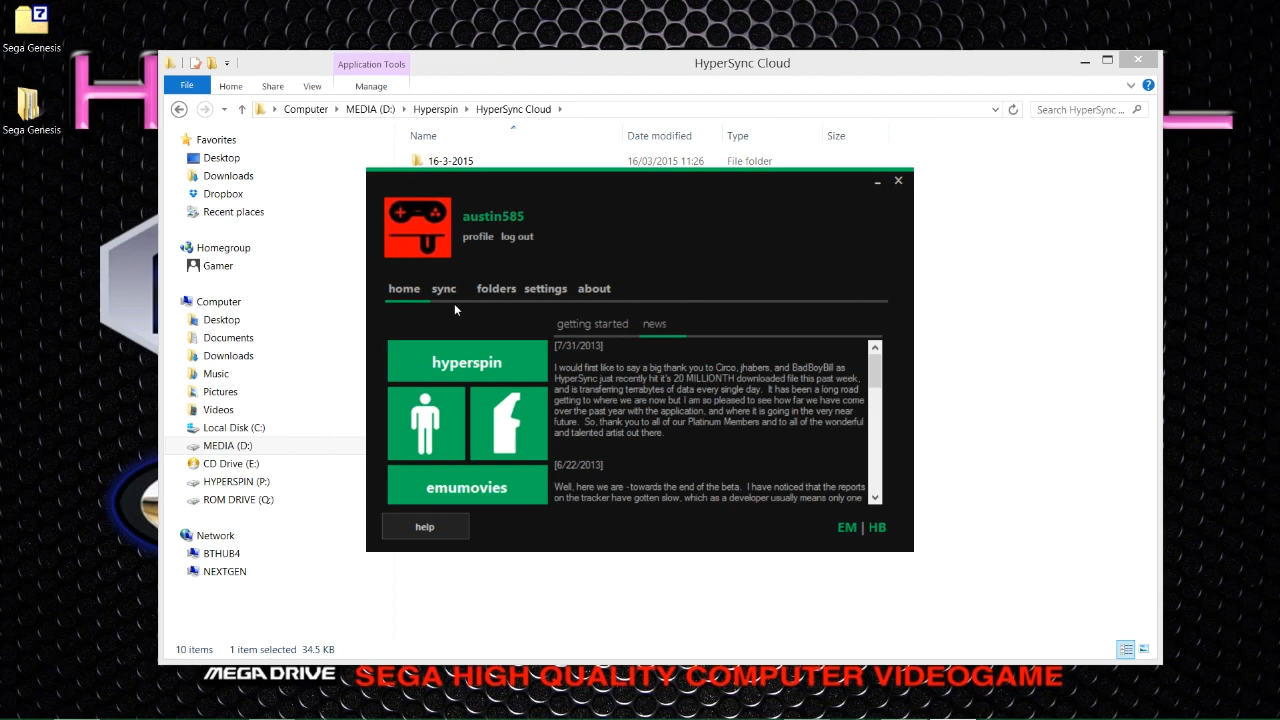 7
Sega Genesis
Sega Genesis
Application Tools
HyperSync Cloud
File
Home
Share
View
Manage
Computer
MEDIA (D:)
Hyperspin
HyperSync Cloud
Search HyperSync ...
Favorites
Desktop
Downloads
Dropbox
Recent places
Homegroup
Gamer
Computer
Desktop
Documents
Downloads
Music
Pictures
Videos
Local Disk (C:)
MEDIA (D:)
CD Drive (E:)
HYPERSPIN (P:)
ROM DRIVE (Q:)
Network
BTHUB4
NEXTGEN
Name
Date modified
Type
Size
16-3-2015
16/03/2015 11:26
File folder
austin585
profile log out
home sync folders settings about
getting started news
hyperspin
emumovies
[7/31/2013]
I would first like to say a big thank you to Circo, jhabers, and BadBoyBill as
HyperSync just recently hit it's 20 MILLIONTH downloaded file this past week,
and is transferring terrabytes of data every single day. It has been a long road
getting to where we are now but I am so pleased to see how far we have come
over the past year with the application, and where it is going in the very near
future. So, thank you to all of our Platinum Members and to all of the wonderful
and talented artist out there.
[6/22/2013]
Well, here we are - towards the end of the beta. I have noticed that the reports
on the tracker have gotten slow, which as a developer usually means only one
help
EM | HB
10 items
1 item selected 34.5 KB
MEGA DRIVE
SEGA HIGH QUALITY COMPUTER VIDEOGAME